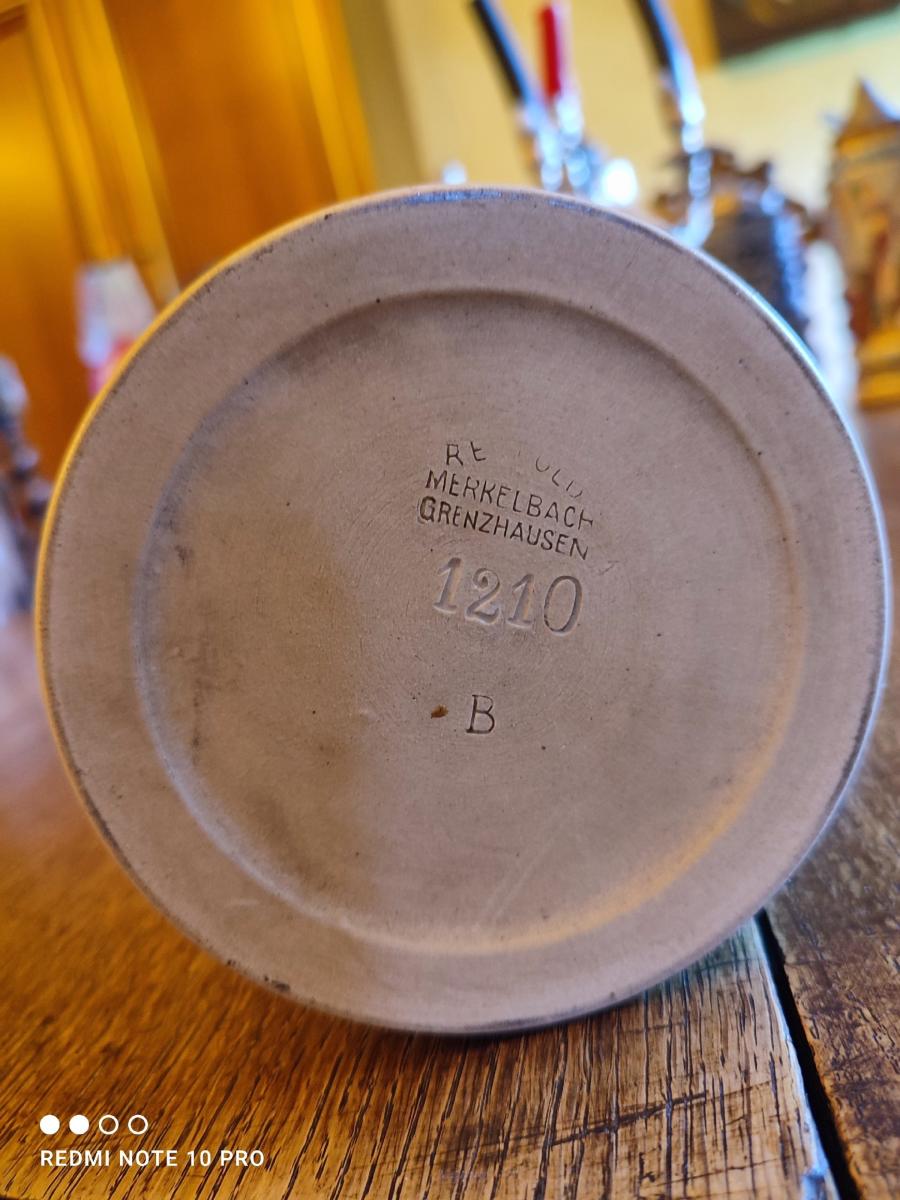 MERKELBACH
GRENZHAUSEN
1210
B
REDMI NOTE 10 PRO